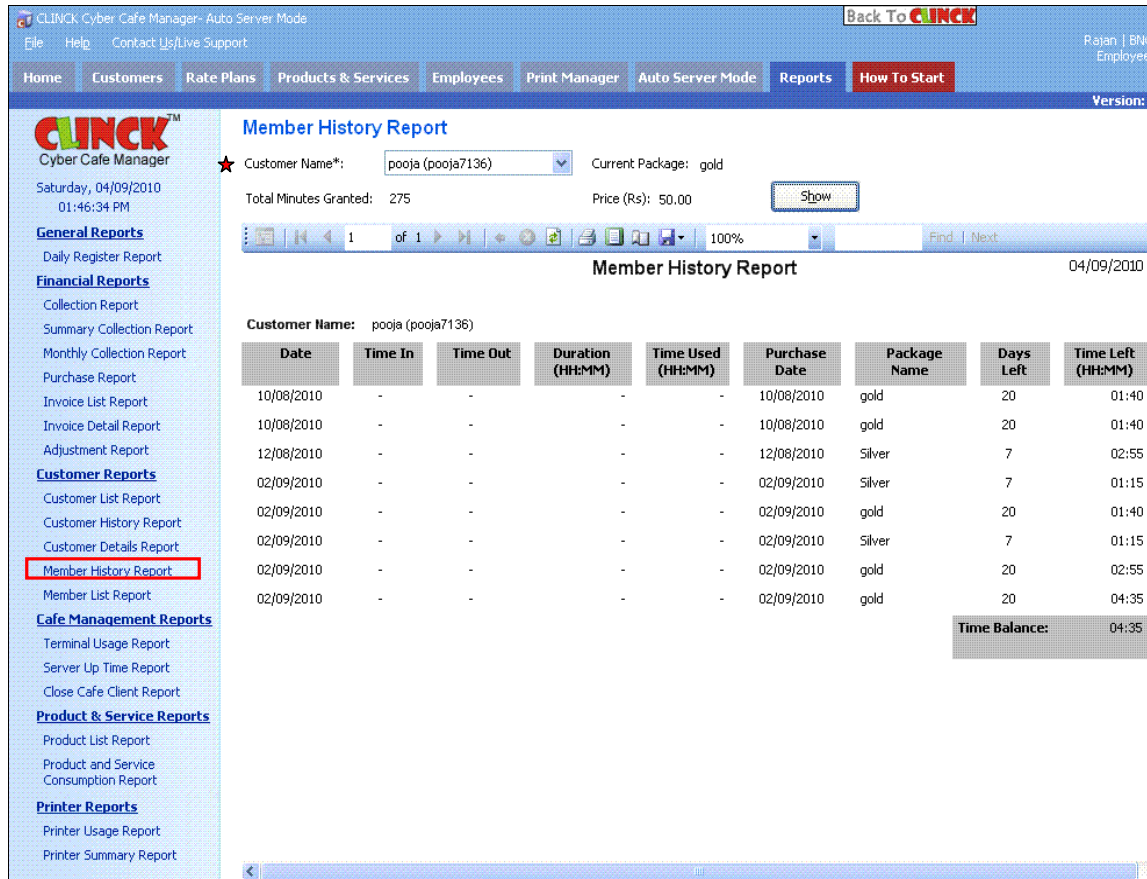 CLINCK Cyber Cafe Manager- Auto Server Mode
Back To CLINCK
File Help Contact Us/Live Support
Rajan | BN
Employee
Home Customers Rate Plans Products & Services Employees Print Manager Auto Server Mode Reports How To Start
Version:
CLINCK™
Cyber Cafe Manager
Saturday, 04/09/2010
01:46:34 PM
General Reports
Daily Register Report
Financial Reports
Collection Report
Summary Collection Report
Monthly Collection Report
Purchase Report
Invoice List Report
Invoice Detail Report
Adjustment Report
Customer Reports
Customer List Report
Customer History Report
Customer Details Report
Member History Report
Member List Report
Cafe Management Reports
Terminal Usage Report
Server Up Time Report
Close Cafe Client Report
Product & Service Reports
Product List Report
Product and Service
Consumption Report
Printer Reports
Printer Usage Report
Printer Summary Report
Member History Report
Customer Name*: pooja (pooja7136) Current Package: gold
Total Minutes Granted: 275 Price (Rs): 50.00 Show
1 of 1 100% Find | Next
Member History Report 04/09/2010
Customer Name: pooja (pooja7136)
Date Time In Time Out Duration (HH:MM) Time Used (HH:MM) Purchase Date Package Name Days Left Time Left (HH:MM)
10/08/2010 - - - - 10/08/2010 gold 20 01:40
10/08/2010 - - - - 10/08/2010 gold 20 01:40
12/08/2010 - - - - 12/08/2010 Silver 7 02:55
02/09/2010 - - - - 02/09/2010 Silver 7 01:15
02/09/2010 - - - - 02/09/2010 gold 20 01:40
02/09/2010 - - - - 02/09/2010 Silver 7 01:15
02/09/2010 - - - - 02/09/2010 gold 20 02:55
02/09/2010 - - - - 02/09/2010 gold 20 04:35
Time Balance: 04:35